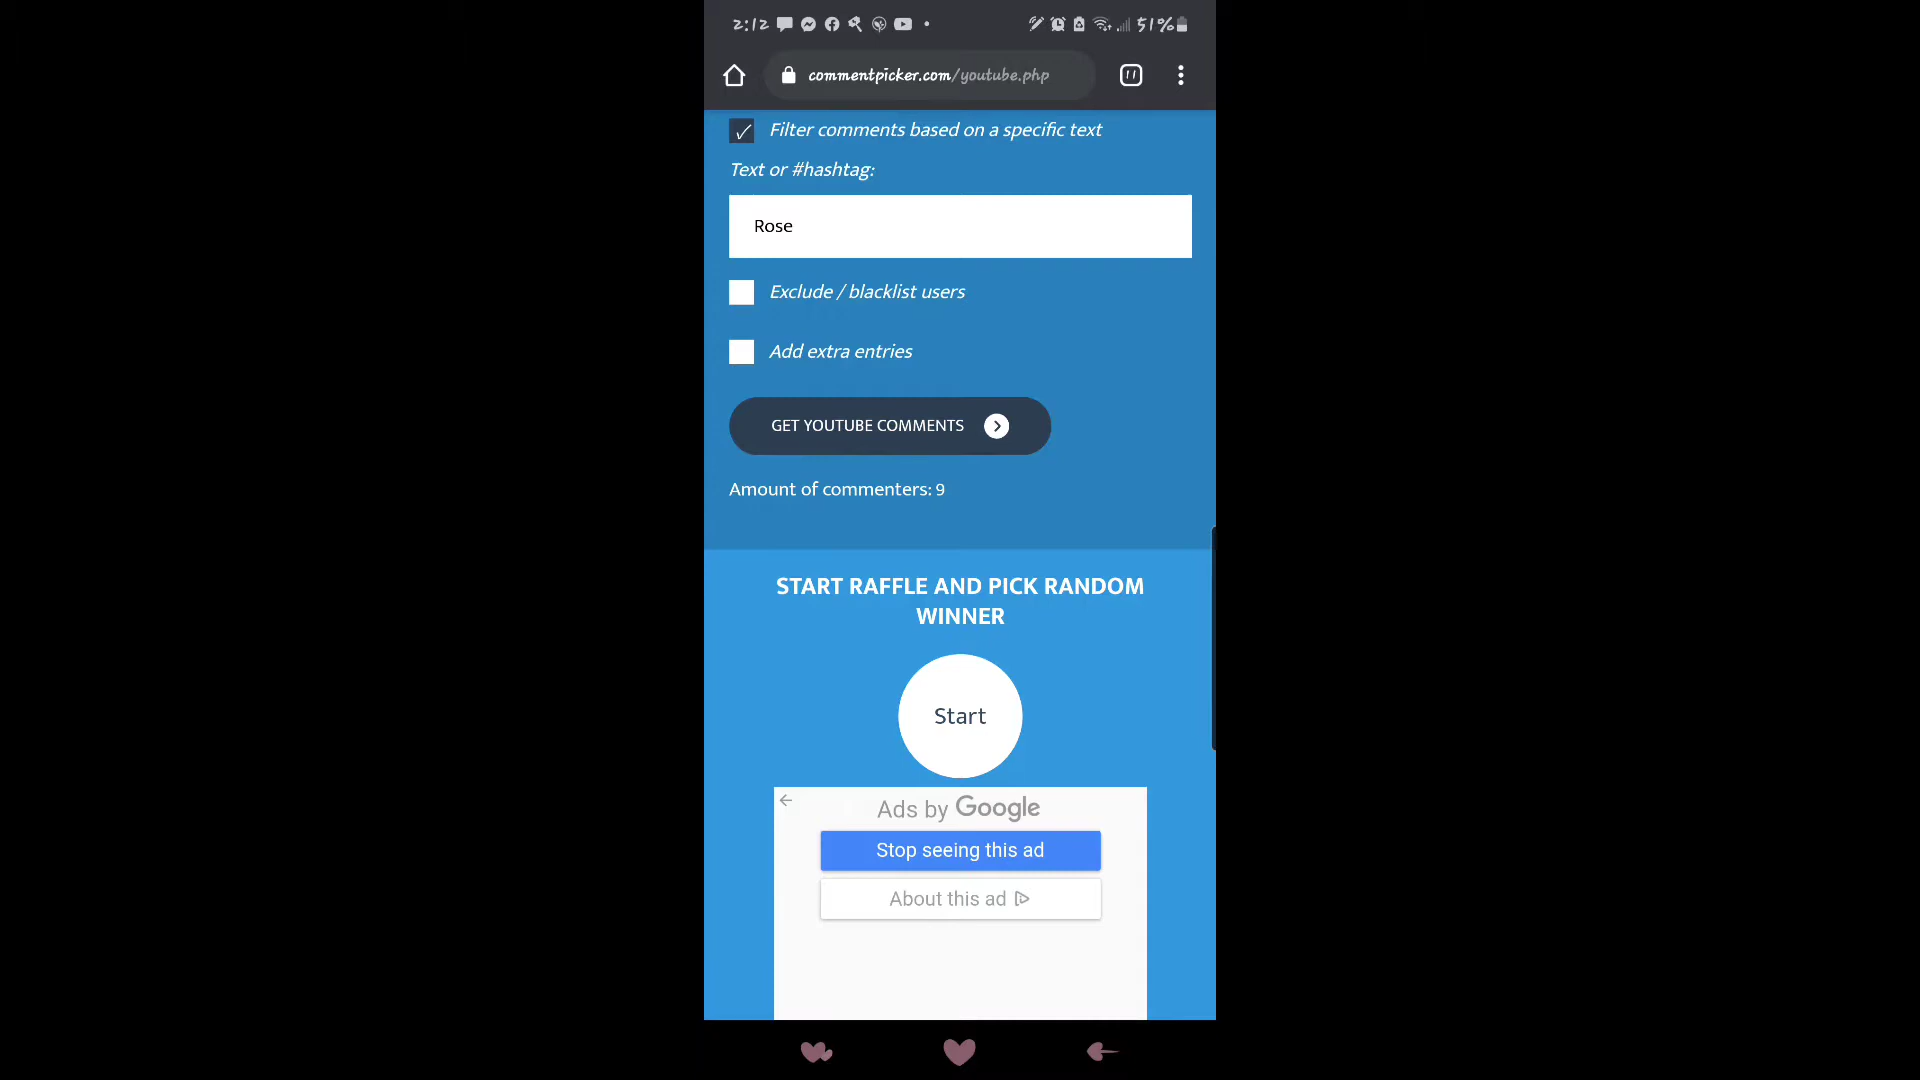 2:12 51%
commentpicker.com/youtube.php 11
Filter comments based on a specific text
Text or #hashtag:
Rose
Exclude / blacklist users
Add extra entries
GET YOUTUBE COMMENTS
Amount of commenters: 9
START RAFFLE AND PICK RANDOM
WINNER
Start
Ads by Google
Stop seeing this ad
About this ad